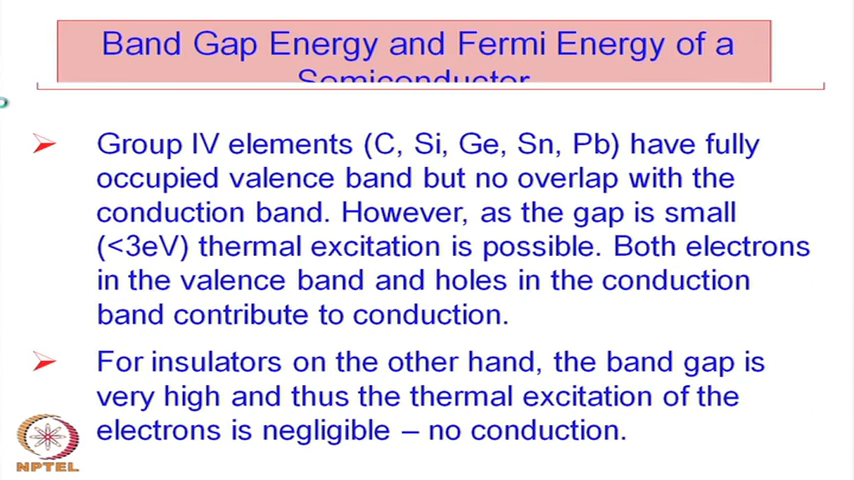 Band Gap Energy and Fermi Energy of a
Semiconductor
Group IV elements (C, Si, Ge, Sn, Pb) have fully
occupied valence band but no overlap with the
conduction band. However, as the gap is small
(<3eV) thermal excitation is possible. Both electrons
in the valence band and holes in the conduction
band contribute to conduction.
For insulators on the other hand, the band gap is
very high and thus the thermal excitation of the
electrons is negligible – no conduction.
NPTEL